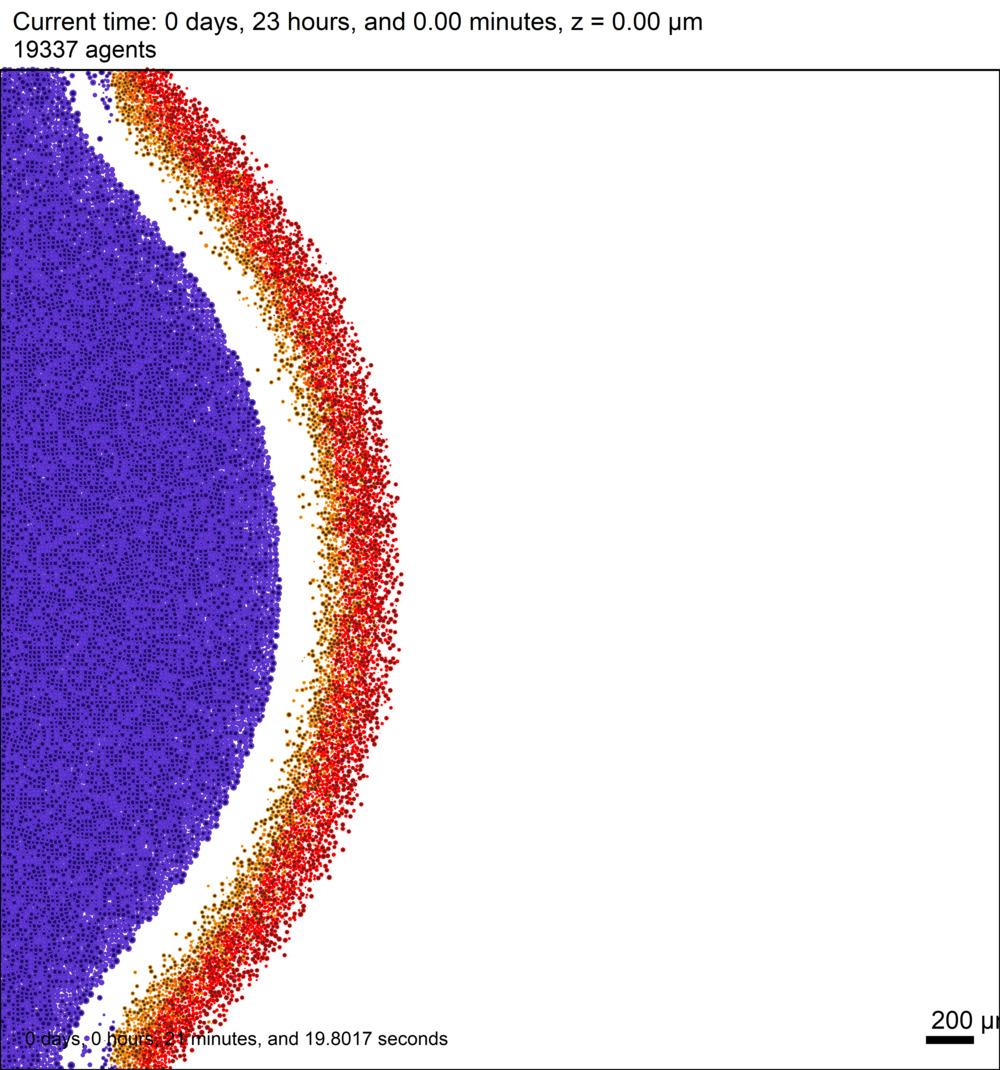 Current time: 0 days, 23 hours, and 0.00 minutes, z = 0.00 μm
19337 agents
200 μ
0 days, 0 hours, 21 minutes, and 19.8017 seconds